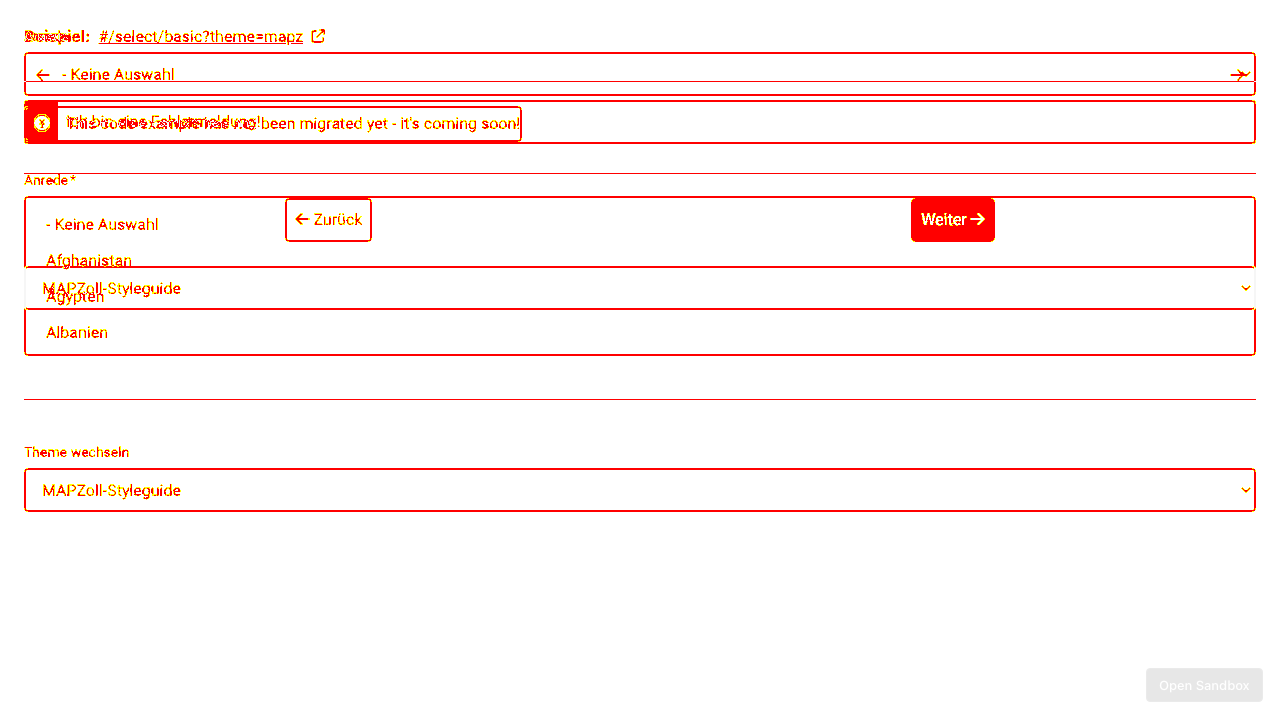 Beispiel: #/select/basic?theme=mapz
- Keine Auswahl
Ich bin eine Fehlermeldung!
This code example has not been migrated yet - it's coming soon!
Anrede*
- Keine Auswahl
← Zurück
Weiter →
Afghanistan
MAPZoll-Styleguide
Ägypten
Albanien
Theme wechseln
MAPZoll-Styleguide
Open Sandbox